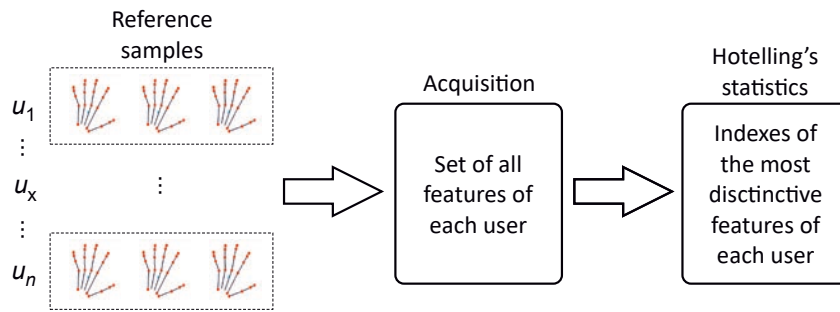 Reference
samples
u1
⋮
ux
⋮
un
⋮
Acquisition
Set of all
features of
each user
Hotelling's
statistics
Indexes of
the most
disctinctive
features of
each user